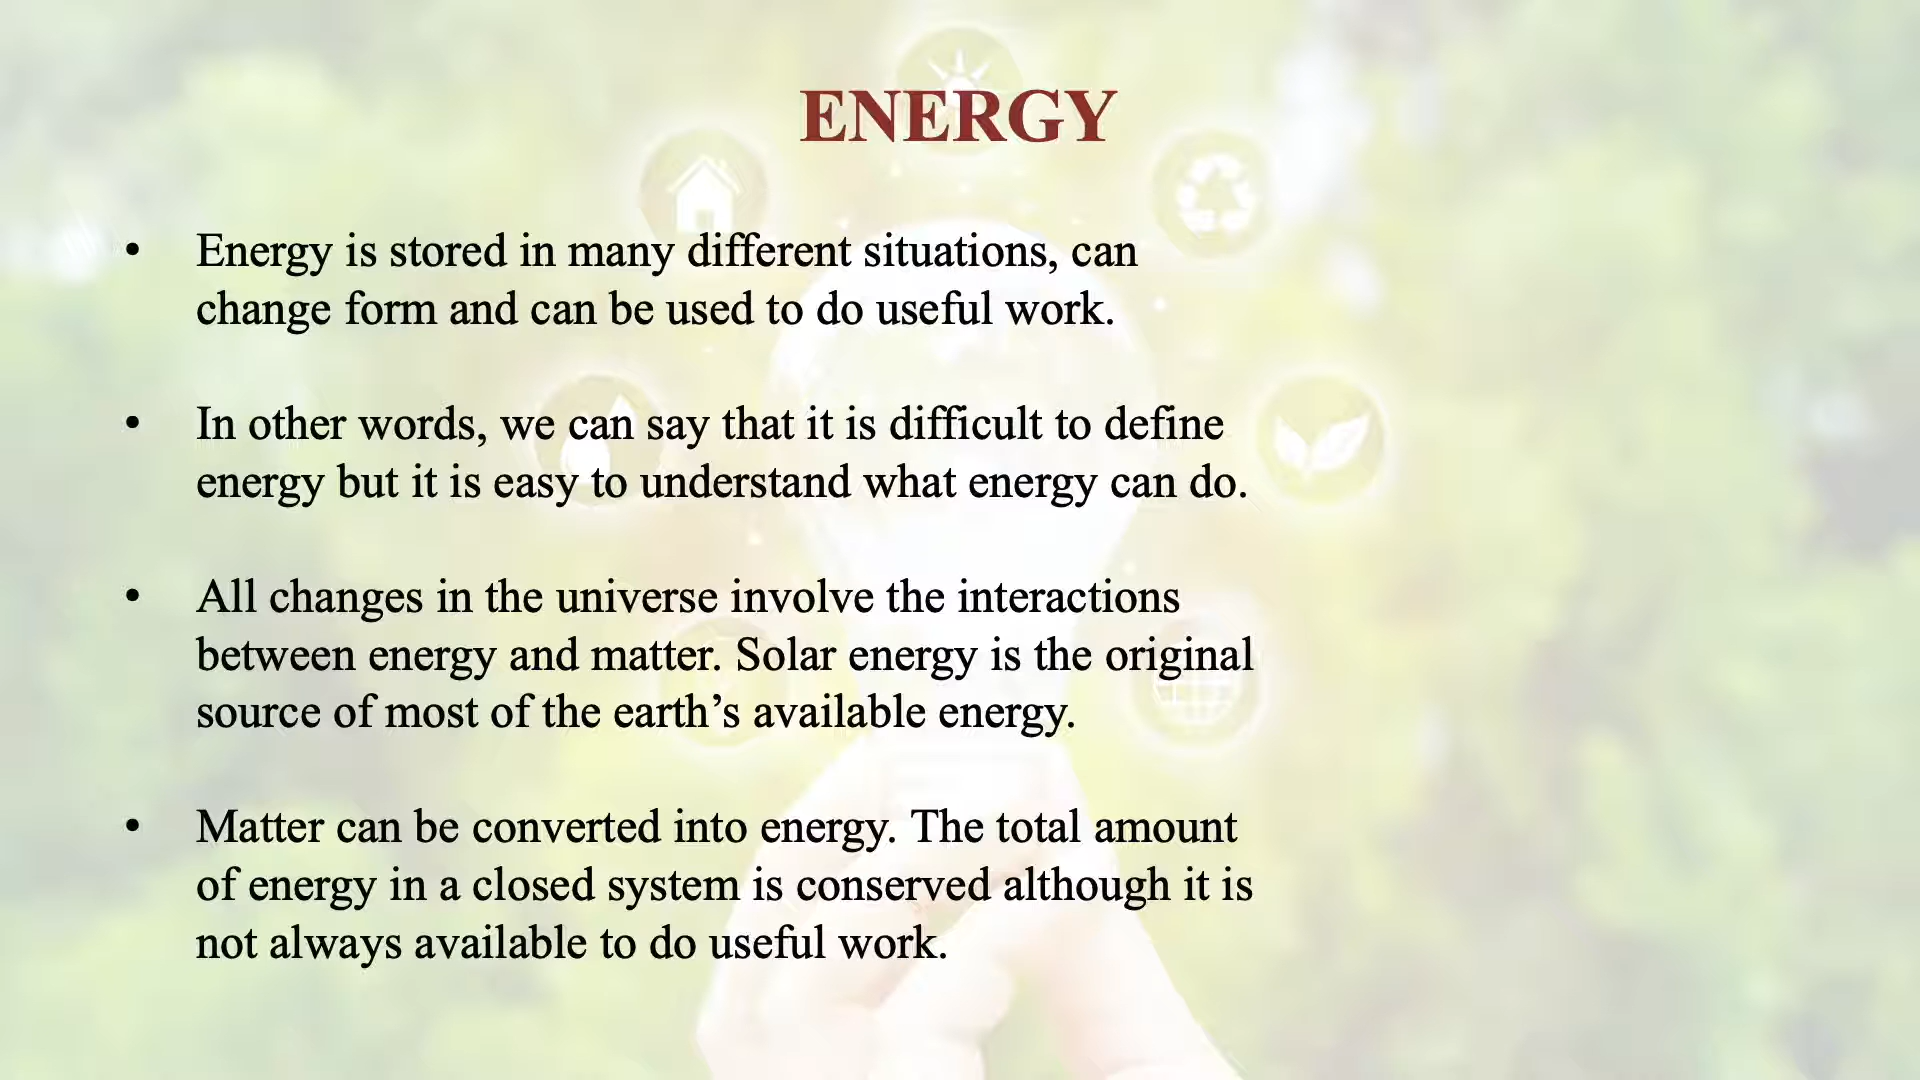 ENERGY
• Energy is stored in many different situations, can
change form and can be used to do useful work.
• In other words, we can say that it is difficult to define
energy but it is easy to understand what energy can do.
• All changes in the universe involve the interactions
between energy and matter. Solar energy is the original
source of most of the earth’s available energy.
• Matter can be converted into energy. The total amount
of energy in a closed system is conserved although it is
not always available to do useful work.